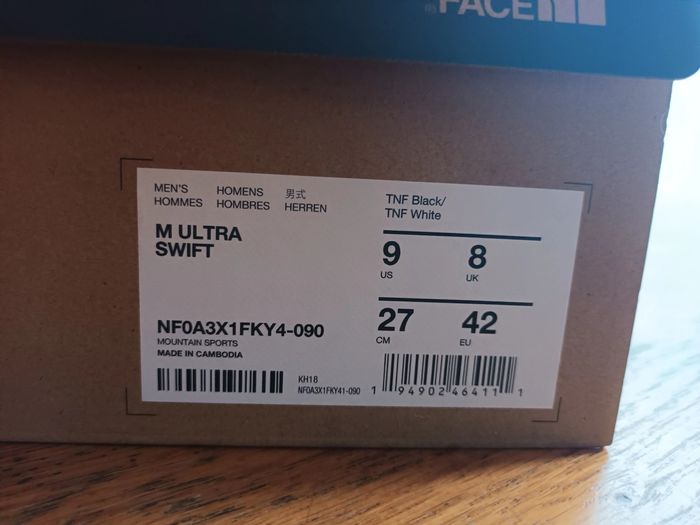 FACE
MEN'S HOMENS 男式
HOMMES HOMBRES HERREN
M ULTRA
SWIFT
NF0A3X1FKY4-090
MOUNTAIN SPORTS
MADE IN CAMBODIA
KH18
NF0A3X1FKY41-090
TNF Black/
TNF White
9 8
US UK
27 42
CM EU
1 94902 46411 1